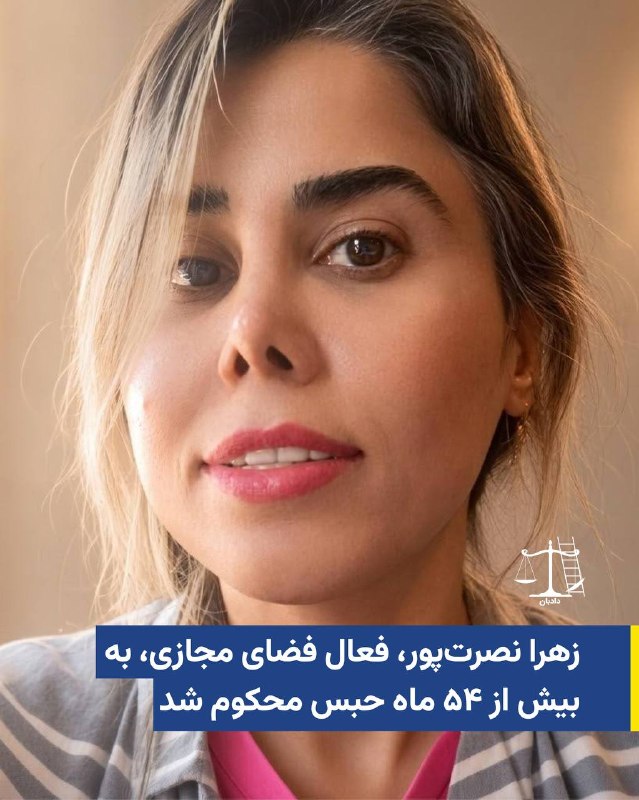 دادبان
زهرا نصرت‌پور، فعال فضای مجازی، به
بیش از ۵۴ ماه حبس محکوم شد